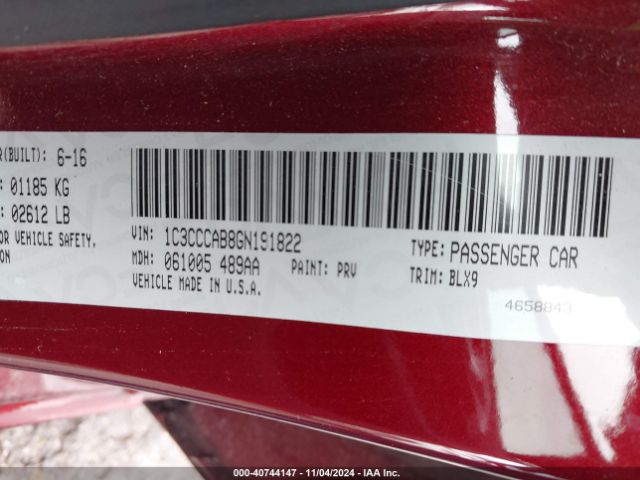 R(BUILT): 6-16
: 01185 KG
: 02612 LB
OR VEHICLE SAFETY,
ION
VIN: 1C3CCCAB8GN191822
MDH: 061005 489AA
PAINT: PRV
VEHICLE MADE IN U.S.A.
TYPE: PASSENGER CAR
TRIM: BLX9
4658843
000-40744147 - 11/04/2024 - IAA Inc.